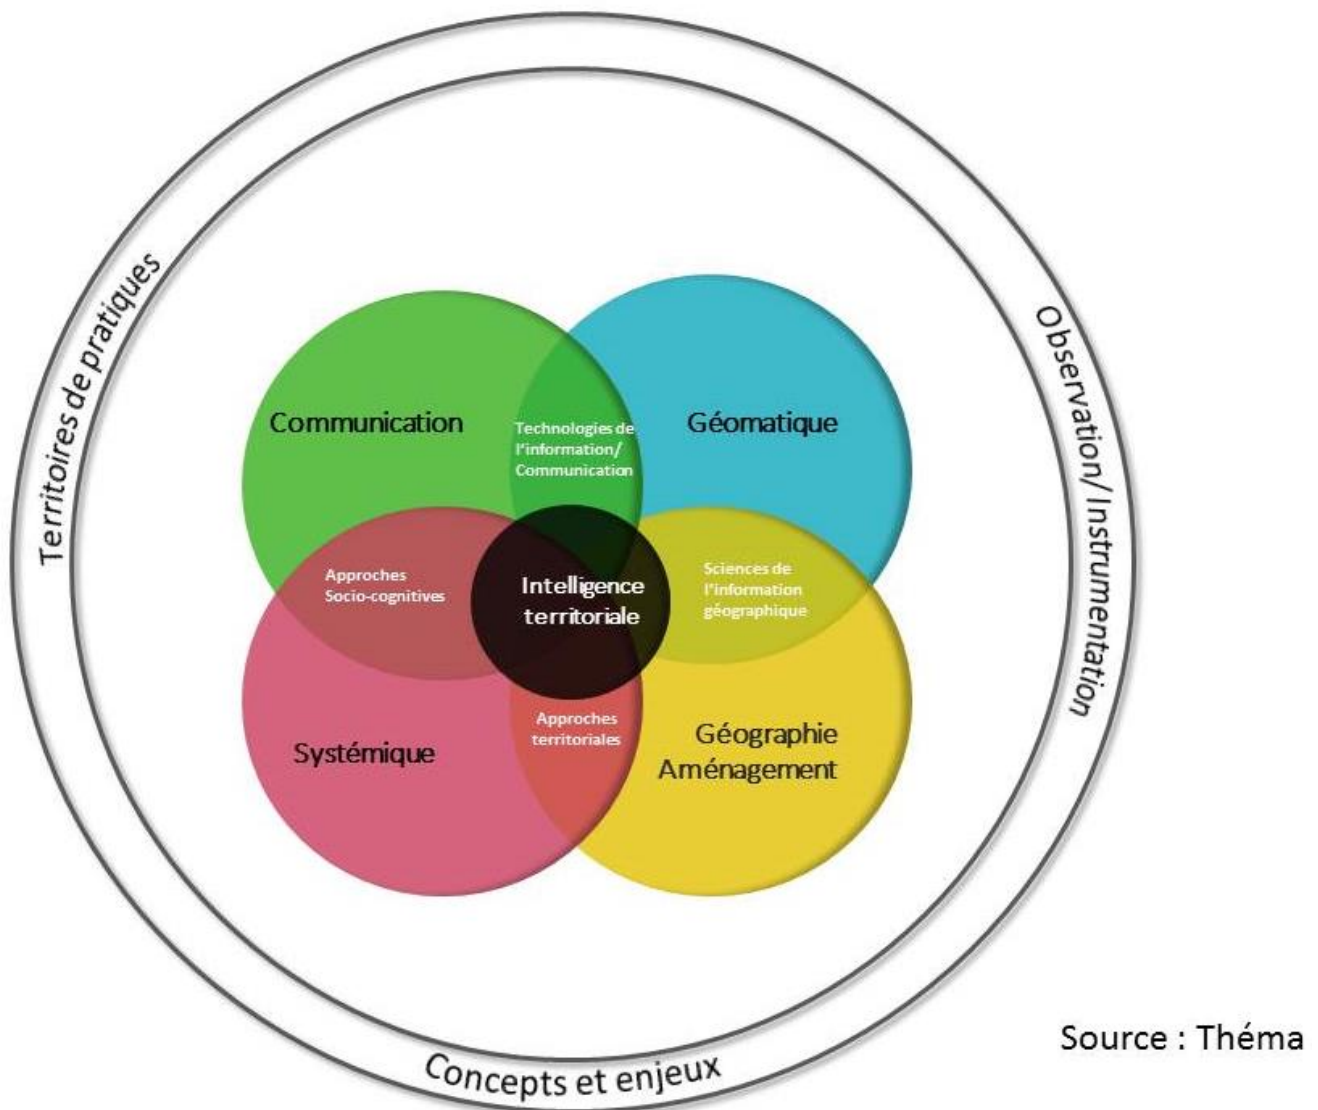 Territoires de pratiques
Observation/Instrumentation
Communication
Géomatique
Technologies de
l'information/
Communication
Approches
Socio-cognitives
Intelligence
territoriale
Sciences de
l'information
géographique
Systémique
Approches
territoriales
Géographie
Aménagement
Concepts et enjeux
Source : Théma